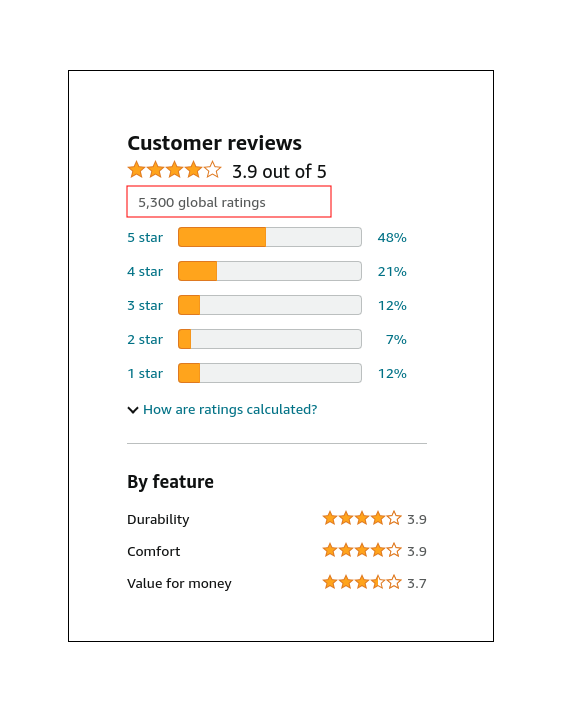 Customer reviews
3.9 out of 5
5,300 global ratings
5 star 48%
4 star 21%
3 star 12%
2 star 7%
1 star 12%
How are ratings calculated?
By feature
Durability 3.9
Comfort 3.9
Value for money 3.7